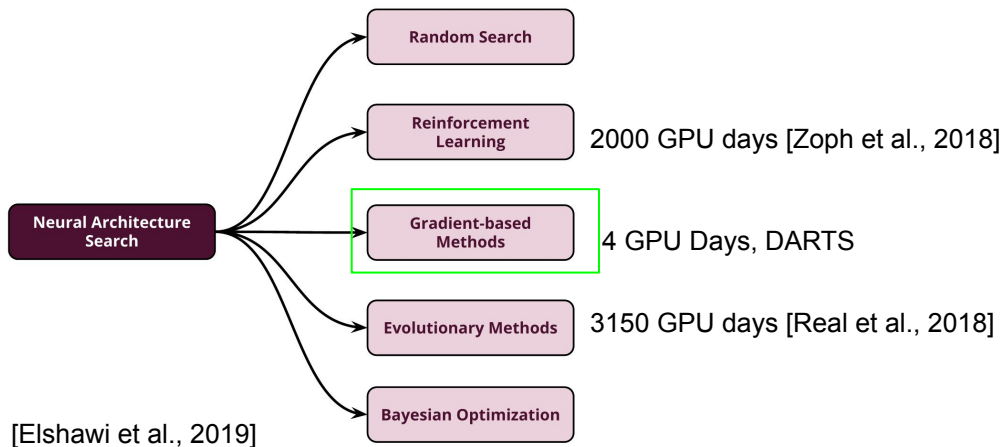 Random Search
Reinforcement
Learning
2000 GPU days [Zoph et al., 2018]
Neural Architecture
Search
Gradient-based
Methods
4 GPU Days, DARTS
Evolutionary Methods
3150 GPU days [Real et al., 2018]
Bayesian Optimization
[Elshawi et al., 2019]